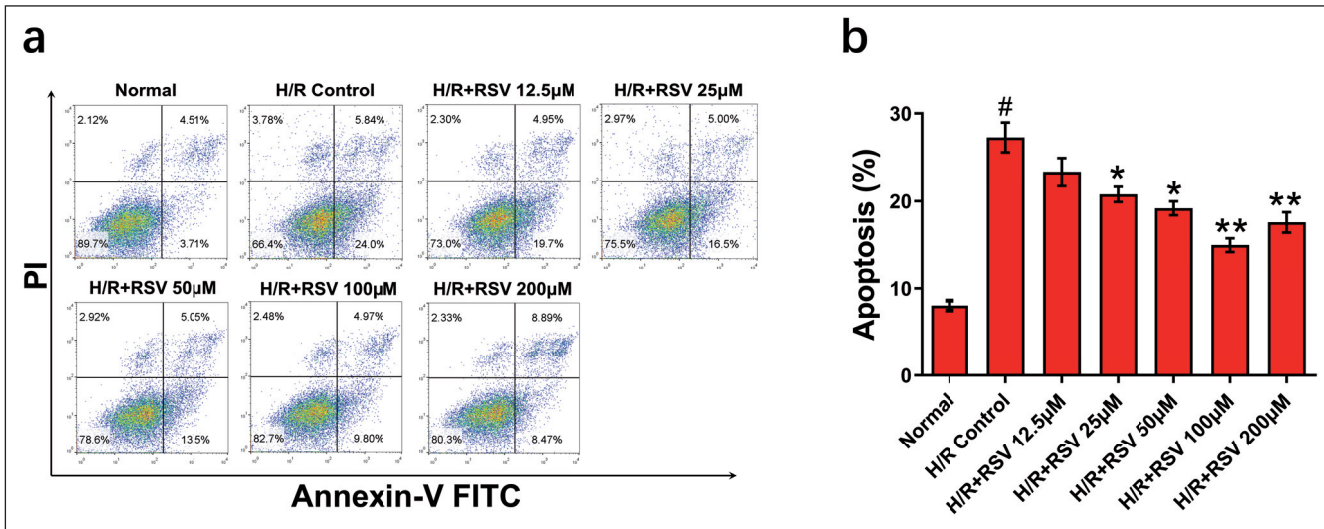 a
b
Normal
H/R Control
H/R+RSV 12.5μM
H/R+RSV 25μM
2.12%
4.51%
89.7%
3.71%
3.78%
5.84%
66.4%
24.0%
2.30%
4.95%
73.0%
19.7%
2.97%
5.00%
75.5%
16.5%
H/R+RSV 50μM
H/R+RSV 100μM
H/R+RSV 200μM
2.92%
5.05%
78.6%
135%
2.48%
4.97%
82.7%
9.80%
2.33%
8.89%
80.3%
8.47%
PI
Annexin-V FITC
Apoptosis (%)
30
20
10
0
#
*
*
**
**
Normal
H/R Control
H/R+RSV 12.5μM
H/R+RSV 25μM
H/R+RSV 50μM
H/R+RSV 100μM
H/R+RSV 200μM